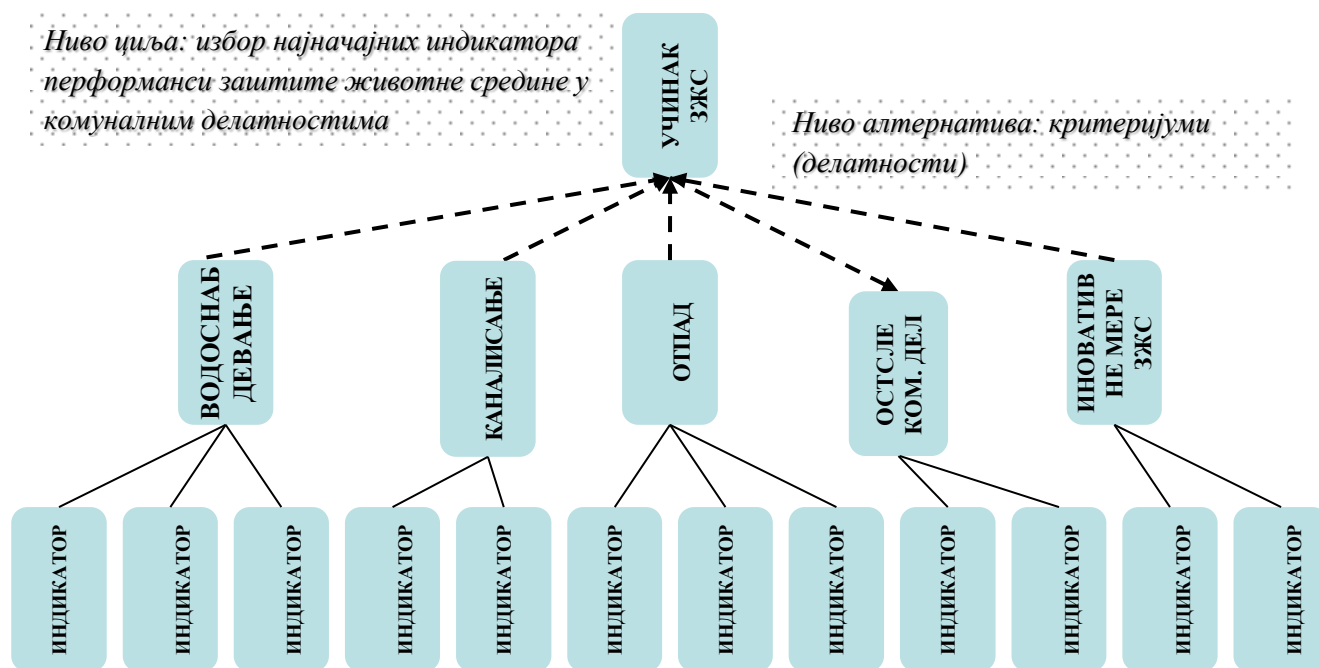 Ниво циља: избор најначајних индикатора
перформанси заштите животне средине у
комуналним делатностима
УЧИНАК
ЗЖС
Ниво алтернатива: критеријуми
(делатности)
ВОДОСНАБ
ДЕВАЊЕ
КАНАЛИСАЊЕ
ОТПАД
ОСТСЛЕ
КОМ. ДЕЛ
ИНОВАТИВ
НЕ МЕРЕ
ЗЖС
ИНДИКАТОР
ИНДИКАТОР
ИНДИКАТОР
ИНДИКАТОР
ИНДИКАТОР
ИНДИКАТОР
ИНДИКАТОР
ИНДИКАТОР
ИНДИКАТОР
ИНДИКАТОР
ИНДИКАТОР
ИНДИКАТОР